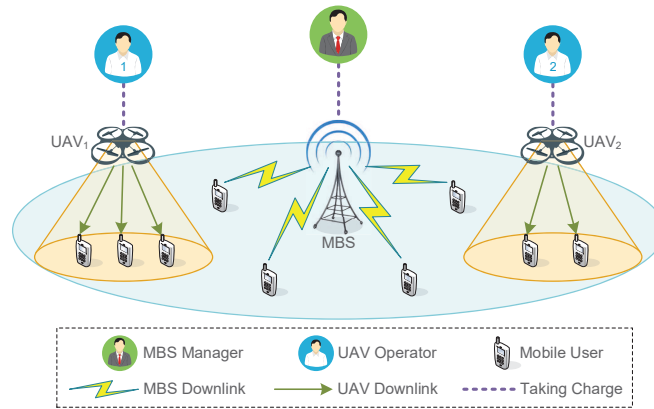 1
2
UAV1
UAV2
MBS
MBS Manager
UAV Operator
Mobile User
MBS Downlink
UAV Downlink
Taking Charge